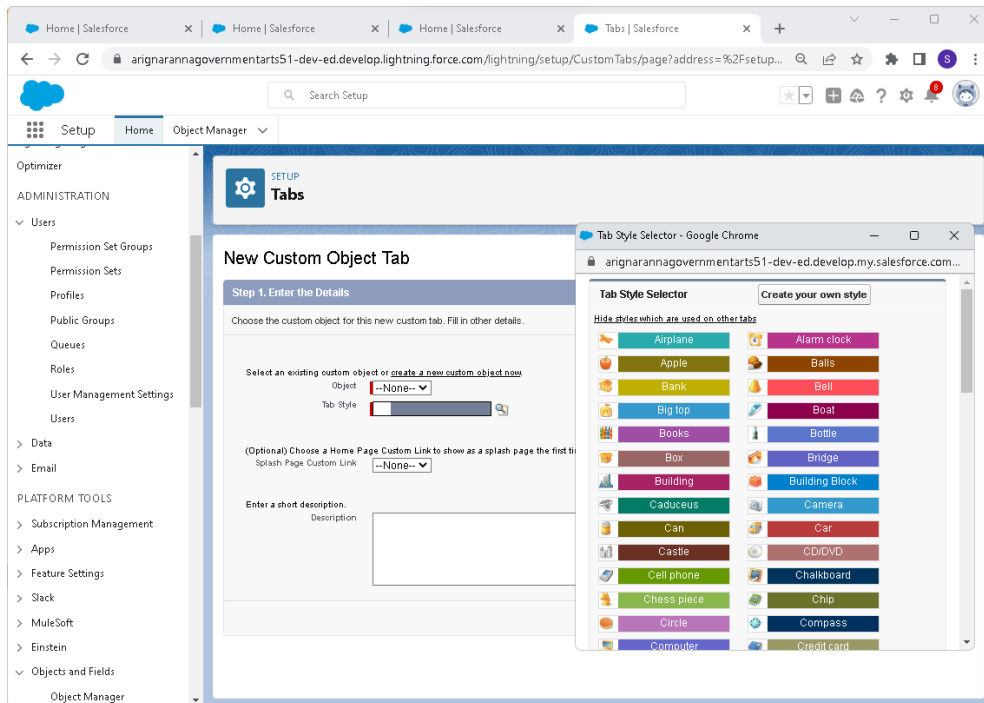 Home | Salesforce
Home | Salesforce
Home | Salesforce
Tabs | Salesforce
arignarannagovernmentarts51-dev-ed.develop.lightning.force.com/lightning/setup/CustomTabs/page?address=%2Fsetup...
S
Search Setup
8
Setup
Home
Object Manager
Optimizer
ADMINISTRATION
Users
Permission Set Groups
Permission Sets
Profiles
Public Groups
Queues
Roles
User Management Settings
Users
Data
Email
PLATFORM TOOLS
Subscription Management
Apps
Feature Settings
Slack
MuleSoft
Einstein
Objects and Fields
Object Manager
SETUP
Tabs
New Custom Object Tab
Step 1. Enter the Details
Choose the custom object for this new custom tab. Fill in other details.
Select an existing custom object or create a new custom object now.
Object --None--
Tab Style
(Optional) Choose a Home Page Custom Link to show as a splash page the first ti
Splash Page Custom Link --None--
Enter a short description.
Description
Tab Style Selector - Google Chrome
arignarannagovernmentarts51-dev-ed.develop.my.salesforce.com...
Tab Style Selector Create your own style
Hide styles which are used on other tabs
Airplane Alarm clock
Apple Balls
Bank Bell
Big top Boat
Books Bottle
Box Bridge
Building Building Block
Caduceus Camera
Can Car
Castle CD/DVD
Cell phone Chalkboard
Chess piece Chip
Circle Compass
Computer Credit card